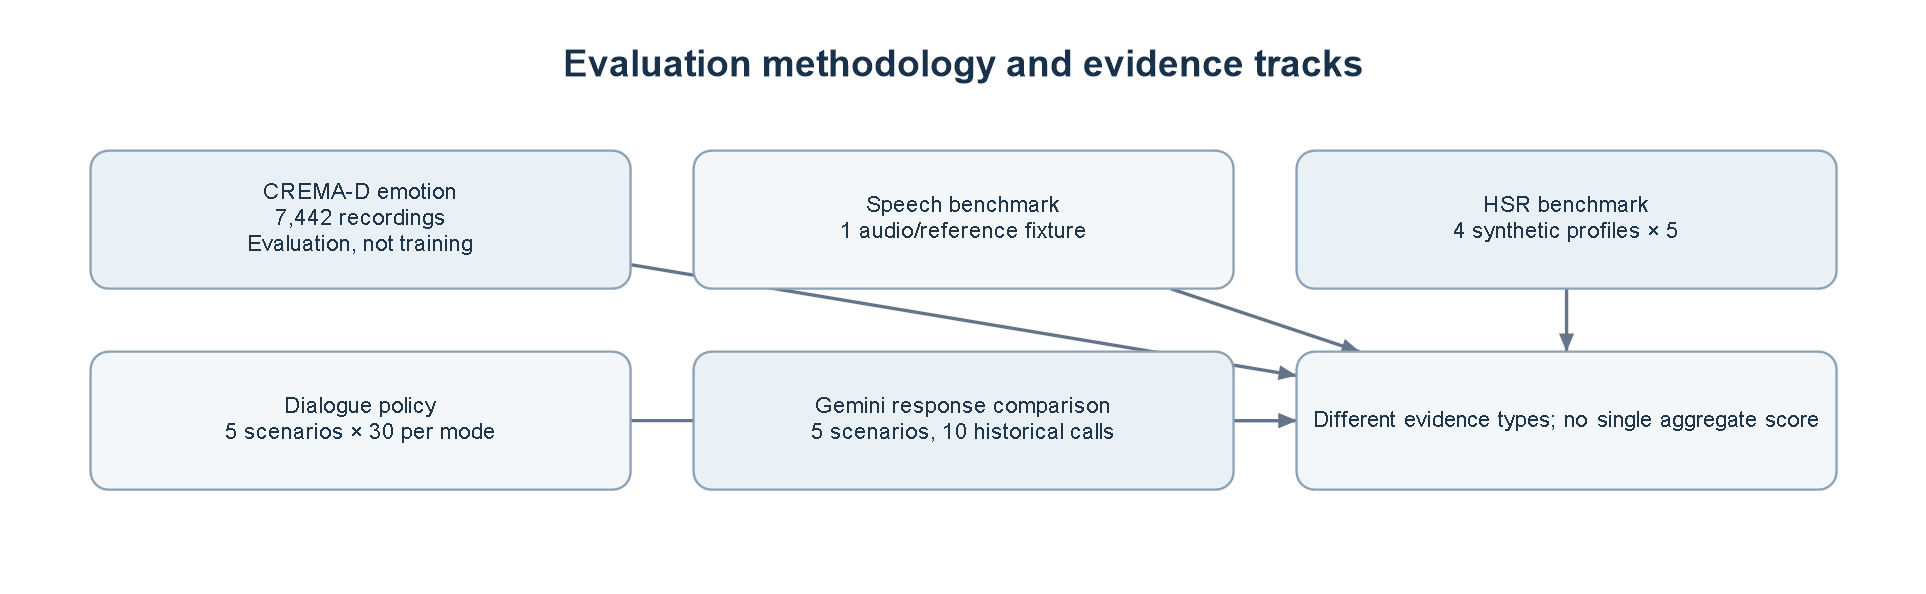 Evaluation methodology and evidence tracks
CREMA-D emotion
7,442 recordings
Evaluation, not training
Speech benchmark
1 audio/reference fixture
HSR benchmark
4 synthetic profiles × 5
Dialogue policy
5 scenarios × 30 per mode
Gemini response comparison
5 scenarios, 10 historical calls
Different evidence types; no single aggregate score